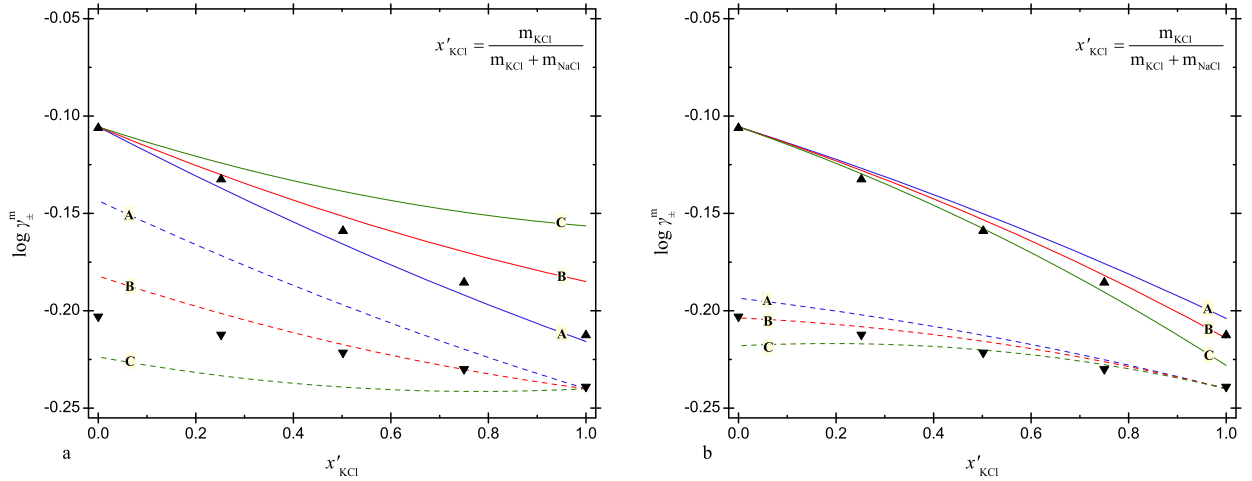 -0.05
-0.10
-0.15
-0.20
-0.25
log γ±^m
x′KCl = mKCl / (mKCl + mNaCl)
A
B
C
C
B
A
0.0 0.2 0.4 0.6 0.8 1.0
a
x′KCl
-0.05
-0.10
-0.15
-0.20
-0.25
log γ±^m
x′KCl = mKCl / (mKCl + mNaCl)
A
B
C
A
B
C
0.0 0.2 0.4 0.6 0.8 1.0
b
x′KCl